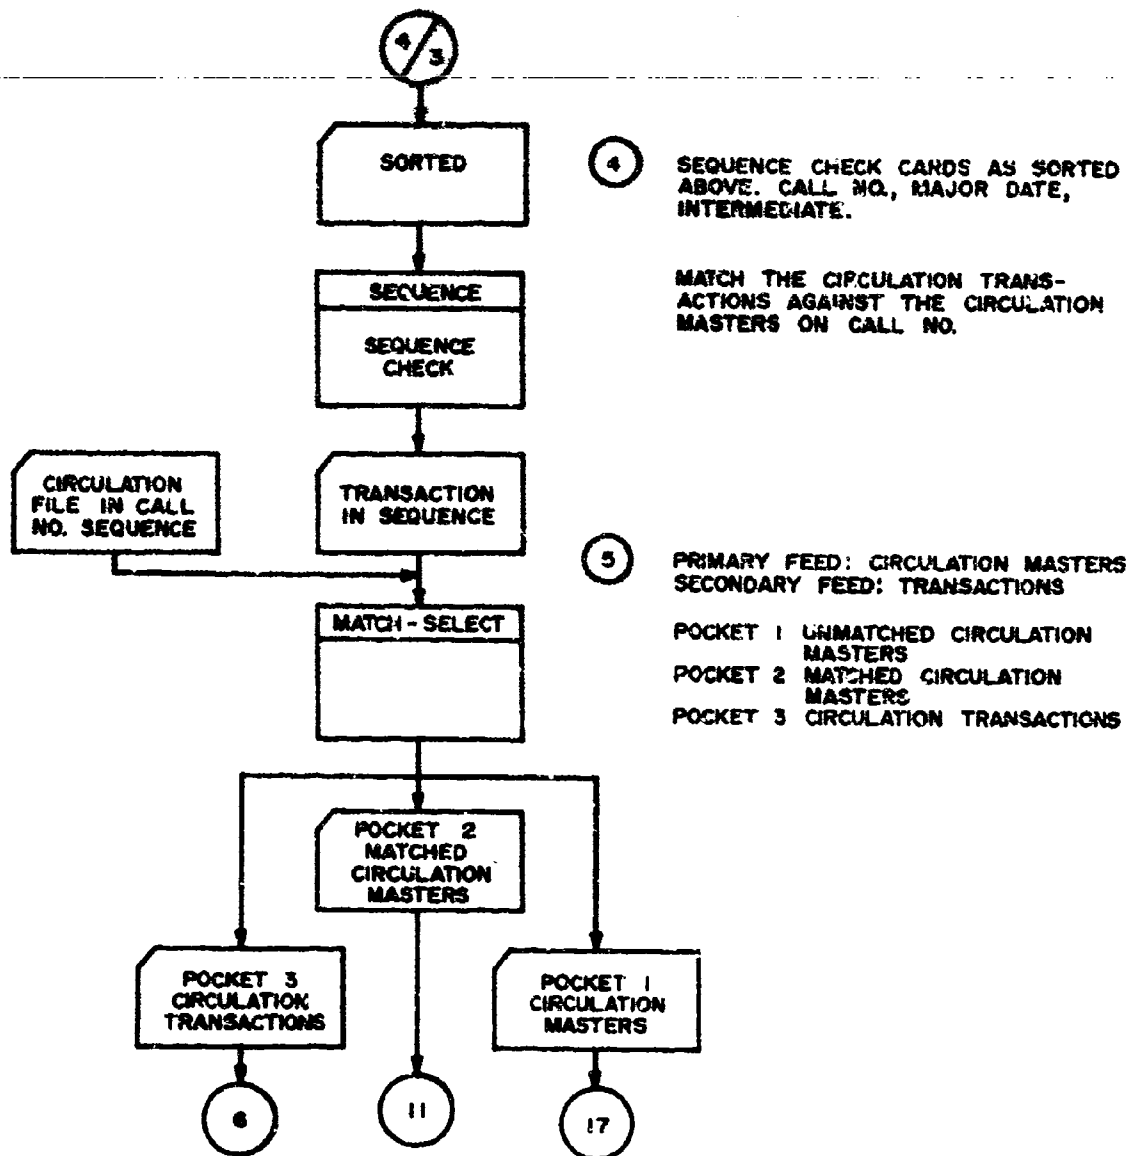 4/3
SORTED
4
SEQUENCE CHECK CARDS AS SORTED
ABOVE. CALL NO., MAJOR DATE,
INTERMEDIATE.
MATCH THE CIRCULATION TRANS-
ACTIONS AGAINST THE CIRCULATION
MASTERS ON CALL NO.
SEQUENCE
SEQUENCE
CHECK
CIRCULATION
FILE IN CALL
NO. SEQUENCE
TRANSACTION
IN SEQUENCE
5
PRIMARY FEED: CIRCULATION MASTERS
SECONDARY FEED: TRANSACTIONS
POCKET 1 UNMATCHED CIRCULATION
MASTERS
POCKET 2 MATCHED CIRCULATION
MASTERS
POCKET 3 CIRCULATION TRANSACTIONS
MATCH - SELECT
POCKET 2
MATCHED
CIRCULATION
MASTERS
POCKET 3
CIRCULATION
TRANSACTIONS
POCKET 1
CIRCULATION
MASTERS
6
11
17